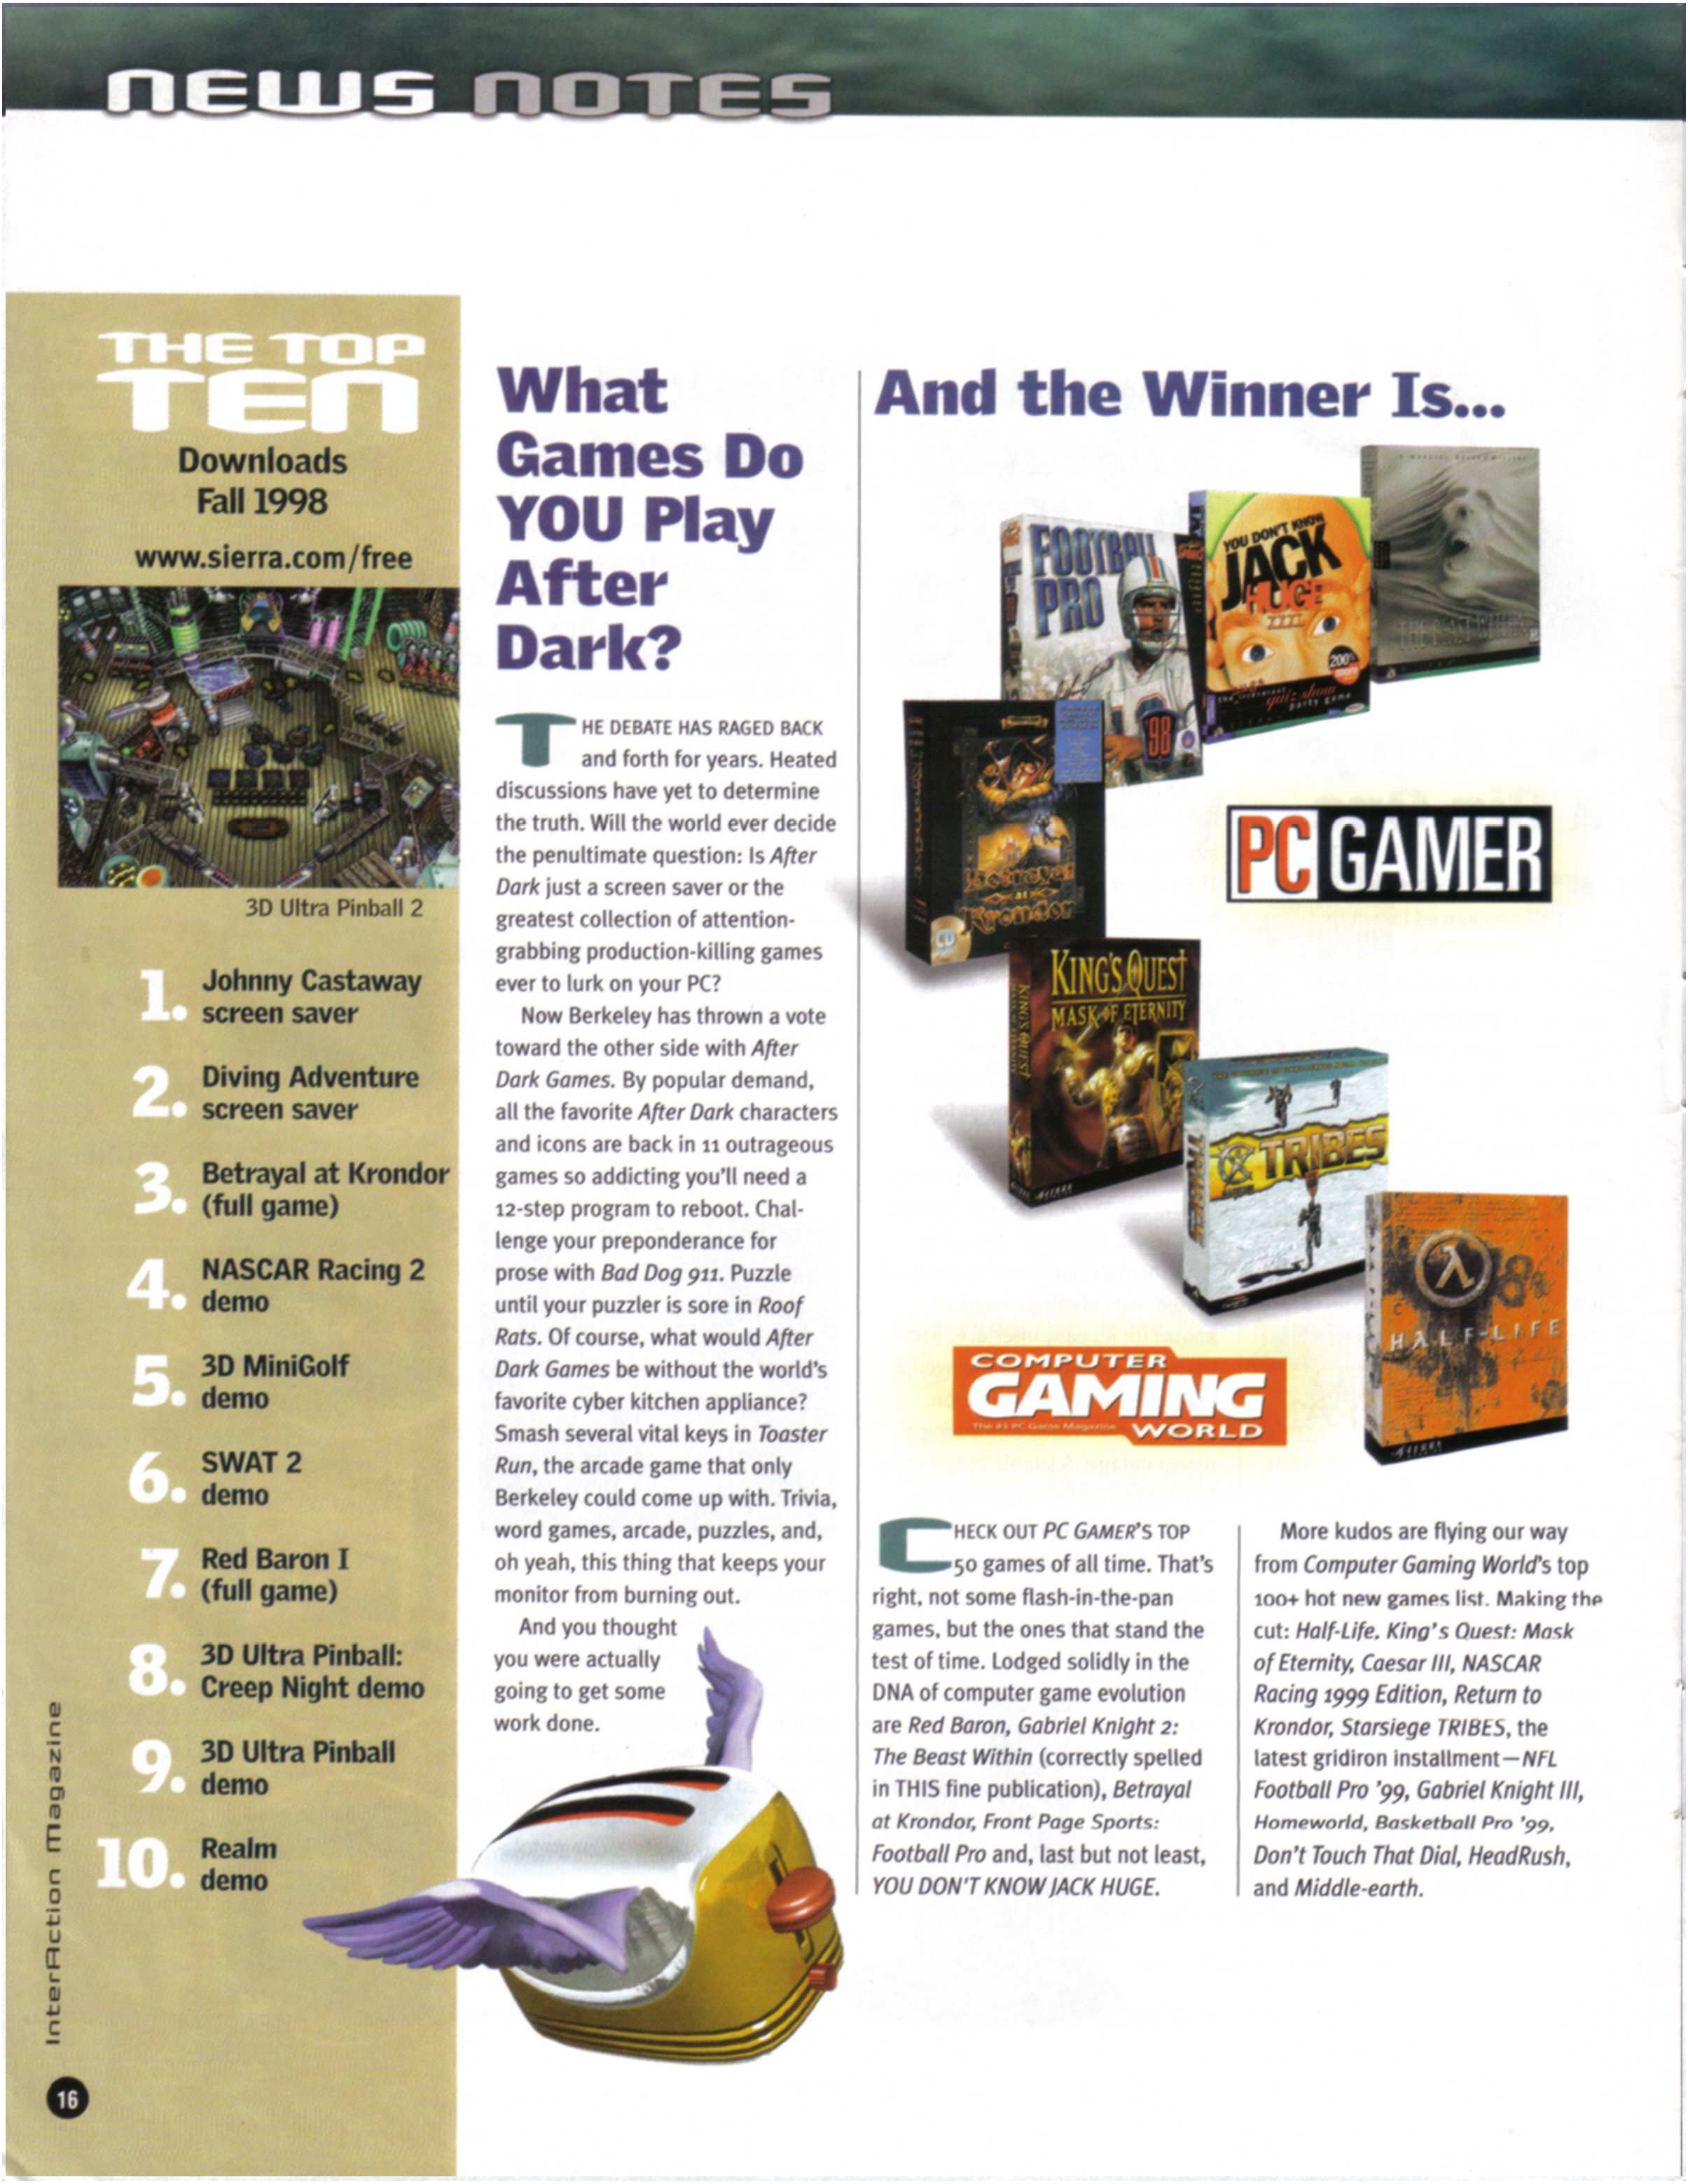 NEWS NOTES
THE TOP
TEN
Downloads
Fall 1998
www.sierra.com/free
3D Ultra Pinball 2
1. Johnny Castaway
screen saver
2. Diving Adventure
screen saver
3. Betrayal at Krondor
(full game)
4. NASCAR Racing 2
demo
5. 3D MiniGolf
demo
6. SWAT 2
demo
7. Red Baron I
(full game)
8. 3D Ultra Pinball:
Creep Night demo
9. 3D Ultra Pinball
demo
10. Realm
demo
InterAction magazine
16
What
Games Do
YOU Play
After
Dark?
THE DEBATE HAS RAGED BACK
and forth for years. Heated
discussions have yet to determine
the truth. Will the world ever decide
the penultimate question: Is After
Dark just a screen saver or the
greatest collection of attention-
grabbing production-killing games
ever to lurk on your PC?
Now Berkeley has thrown a vote
toward the other side with After
Dark Games. By popular demand,
all the favorite After Dark characters
and icons are back in 11 outrageous
games so addicting you'll need a
12-step program to reboot. Chal-
lenge your preponderance for
prose with Bad Dog 911. Puzzle
until your puzzler is sore in Roof
Rats. Of course, what would After
Dark Games be without the world's
favorite cyber kitchen appliance?
Smash several vital keys in Toaster
Run, the arcade game that only
Berkeley could come up with. Trivia,
word games, arcade, puzzles, and,
oh yeah, this thing that keeps your
monitor from burning out.
And you thought
you were actually
going to get some
work done.
And the Winner Is...
FOOTBALL
PRO
'98
YOU DON'T KNOW
JACK
HUGE
XXXL
200%
more
the irreverent
quiz show
party game
Betrayal
at
Krondor
CD
PC GAMER
KING'S QUEST
MASK OF ETERNITY
KING'S QUEST
SIERRA
TRIBES
TRIBES
HALF-LIFE
SIERRA
COMPUTER
GAMING
The #1 PC Game Magazine
WORLD
CHECK OUT PC GAMER'S TOP
50 games of all time. That's
right, not some flash-in-the-pan
games, but the ones that stand the
test of time. Lodged solidly in the
DNA of computer game evolution
are Red Baron, Gabriel Knight 2:
The Beast Within (correctly spelled
in THIS fine publication), Betrayal
at Krondor, Front Page Sports:
Football Pro and, last but not least,
YOU DON'T KNOW JACK HUGE.
More kudos are flying our way
from Computer Gaming World's top
100+ hot new games list. Making the
cut: Half-Life. King's Quest: Mask
of Eternity, Caesar III, NASCAR
Racing 1999 Edition, Return to
Krondor, Starsiege TRIBES, the
latest gridiron installment—NFL
Football Pro '99, Gabriel Knight III,
Homeworld, Basketball Pro '99,
Don't Touch That Dial, HeadRush,
and Middle-earth.